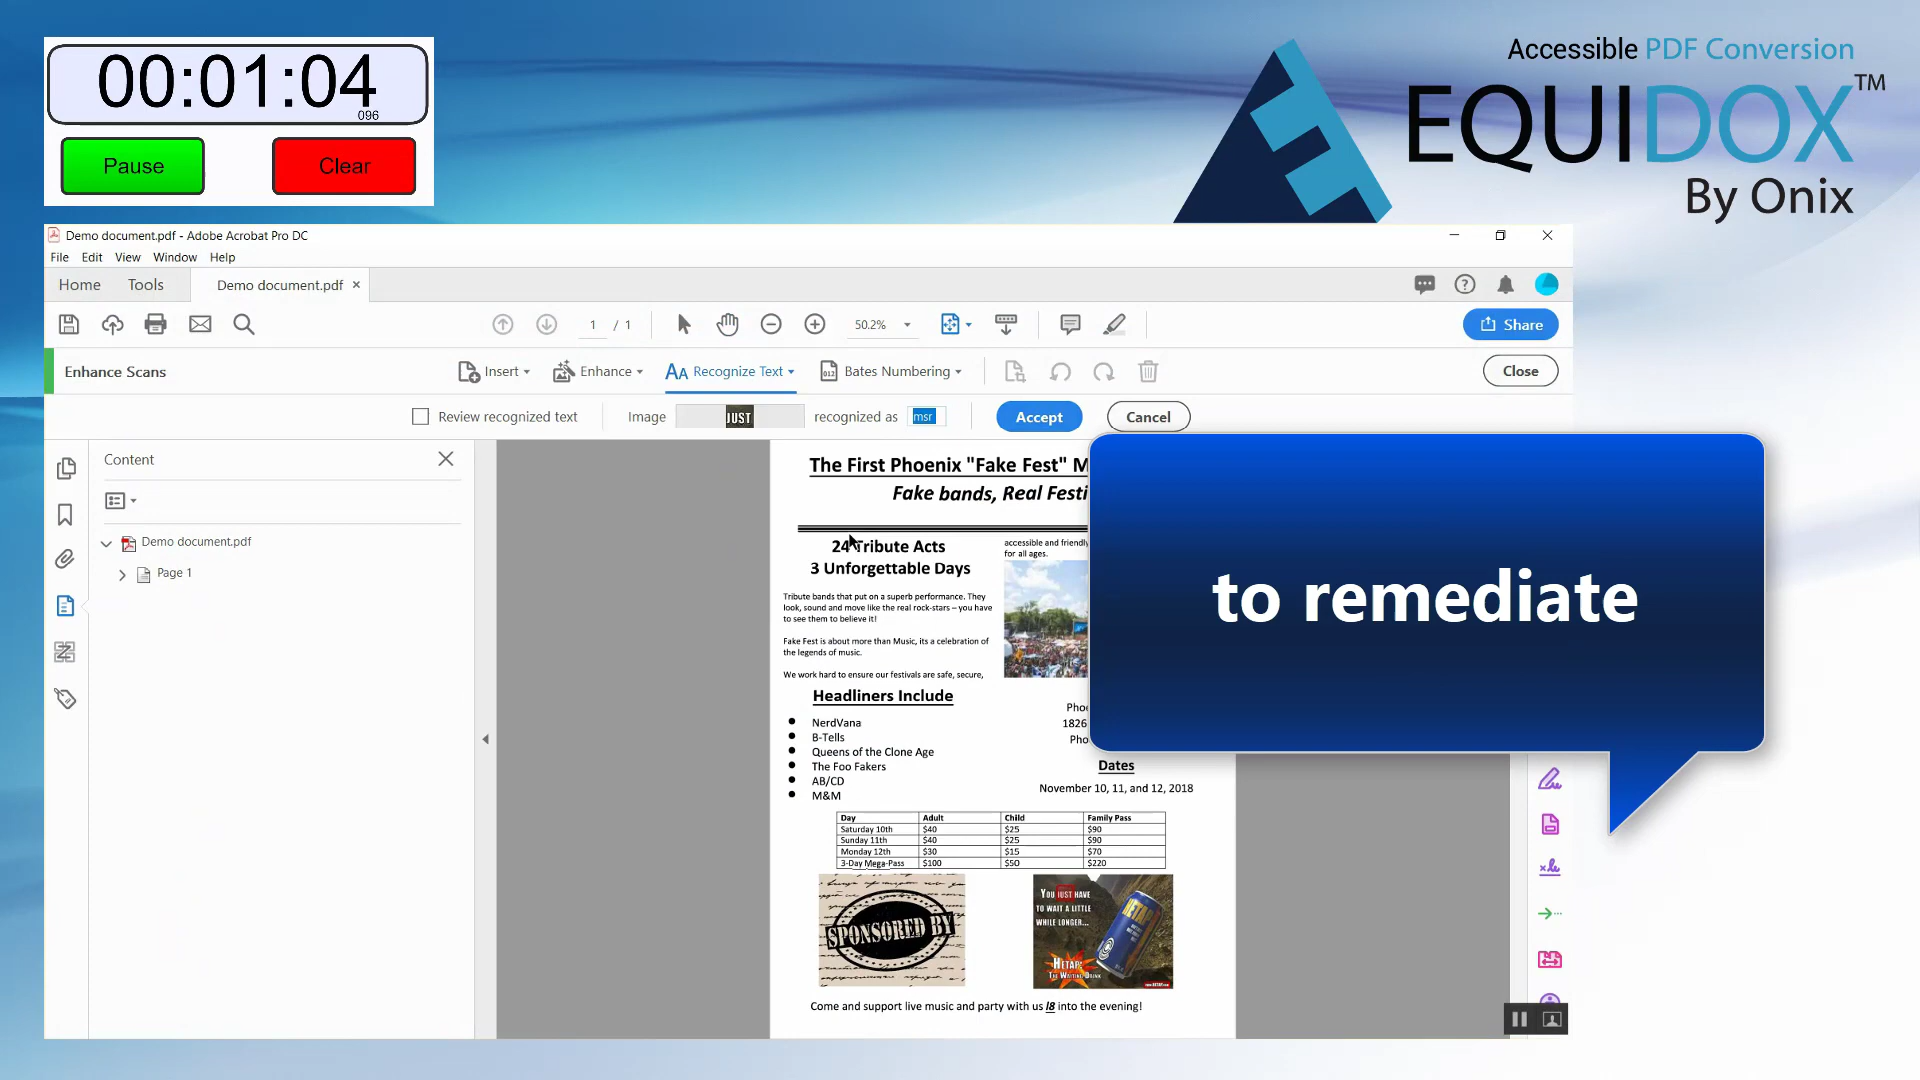 00:01:04
096
Pause
Clear
Accessible PDF Conversion
EQUIDOX™
By Onix
Demo document.pdf - Adobe Acrobat Pro DC
File Edit View Window Help
Home Tools Demo document.pdf ×
1 / 1 50.2% Share
Enhance Scans Insert Enhance Recognize Text Bates Numbering Close
Review recognized text Image JUST recognized as msr Accept Cancel
Content
Demo document.pdf
Page 1
The First Phoenix "Fake Fest" M
Fake bands, Real Festi
24 Tribute Acts
3 Unforgettable Days
Tribute bands that put on a superb performance. They
look, sound and move like the real rock-stars – you have
to see them to believe it!
Fake Fest is about more than Music, its a celebration of
the legends of music.
We work hard to ensure our festivals are safe, secure,
accessible and friendly
for all ages.
to remediate
Headliners Include
NerdVana
B-Tells
Queens of the Clone Age
The Foo Fakers
AB/CD
M&M
Phoe
1826
Pho
Dates
November 10, 11, and 12, 2018
Day Adult Child Family Pass
Saturday 10th $40 $25 $90
Sunday 11th $40 $25 $90
Monday 12th $30 $15 $70
3-Day Mega-Pass $100 $50 $220
SPONSORED BY
YOU JUST HAVE
TO WAIT A LITTLE
WHILE LONGER...
HETAP:
THE WAITING DRINK
Come and support live music and party with us l8 into the evening!